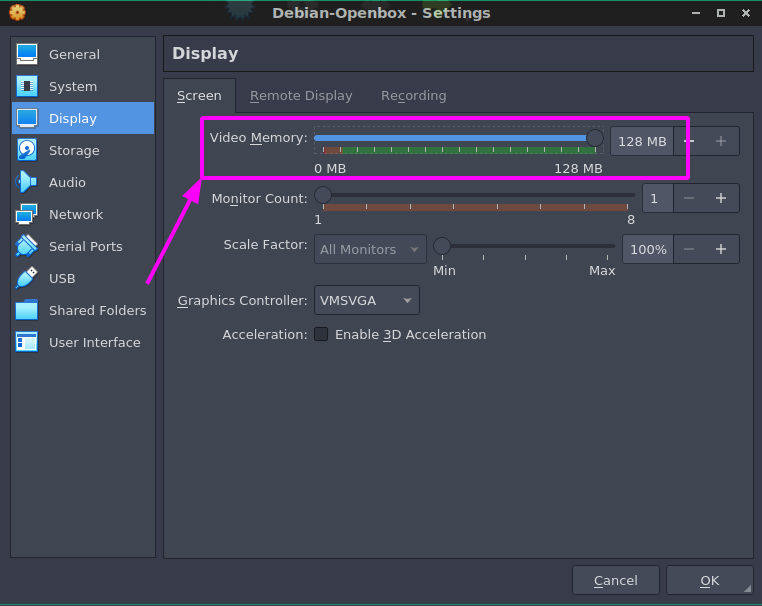 Debian-Openbox - Settings
General
System
Display
Storage
Audio
Network
Serial Ports
USB
Shared Folders
User Interface
Display
Screen Remote Display Recording
Video Memory: 128 MB
0 MB 128 MB
Monitor Count: 1
1 8
Scale Factor: All Monitors 100%
Min Max
Graphics Controller: VMSVGA
Acceleration: Enable 3D Acceleration
Cancel OK